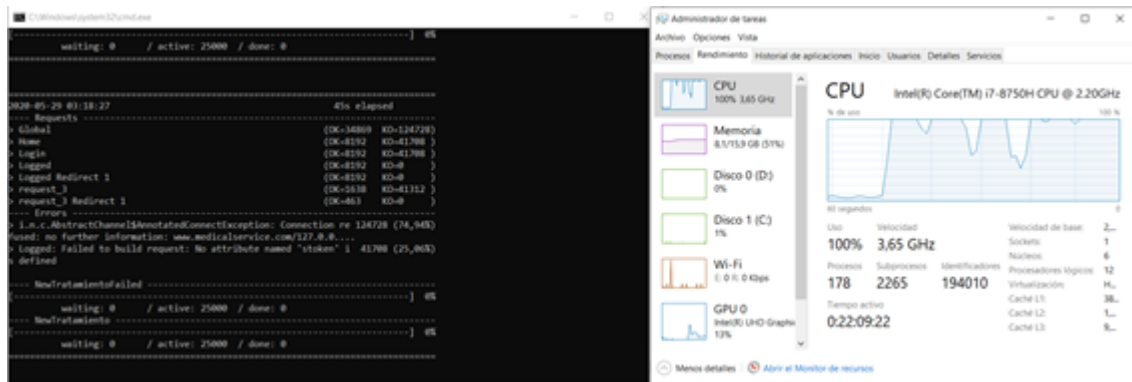 C:\Windows\system32\cmd.exe
[--------------------------------------------------------------------------] 0%
waiting: 0 / active: 25000 / done: 0
================================================================================
================================================================================
2020-05-29 03:18:27 45s elapsed
---- Requests ------------------------------------------------------------------
> Global (OK=34869 KO=124728)
> Home (OK=8192 KO=41708 )
> Login (OK=8192 KO=41708 )
> Logged (OK=8192 KO=0 )
> Logged Redirect 1 (OK=8192 KO=0 )
> request_3 (OK=1638 KO=41312 )
> request_3 Redirect 1 (OK=463 KO=0 )
---- Errors --------------------------------------------------------------------
> i.n.c.AbstractChannel$AnnotatedConnectException: Connection re 124728 (74,94%)
fused: no further information: www.medicalservice.com/127.0.0....
> Logged: Failed to build request: No attribute named "stoken" i 41708 (25,06%)
s defined
---- NewTratamientoFailed ------------------------------------------------------
[--------------------------------------------------------------------------] 0%
waiting: 0 / active: 25000 / done: 0
---- NewTratamiento ------------------------------------------------------------
[--------------------------------------------------------------------------] 0%
waiting: 0 / active: 25000 / done: 0
================================================================================
Administrador de tareas
Archivo Opciones Vista
Procesos Rendimiento Historial de aplicaciones Inicio Usuarios Detalles Servicios
CPU
100% 3,65 GHz
Memoria
8,1/15,9 GB (51%)
Disco 0 (D:)
0%
Disco 1 (C:)
1%
Wi-Fi
E: 0 R: 0 Kbps
GPU 0
Intel(R) UHD Graphi
13%
CPU Intel(R) Core(TM) i7-8750H CPU @ 2.20GHz
% de uso 100 %
60 segundos 0
Uso Velocidad
100% 3,65 GHz
Procesos Subprocesos Identificadores
178 2265 194010
Tiempo activo
0:22:09:22
Velocidad de base: 2,...
Sockets: 1
Núcleos: 6
Procesadores lógicos: 12
Virtualización: H...
Caché L1: 38...
Caché L2: 1,...
Caché L3: 9,...
Menos detalles Abrir el Monitor de recursos